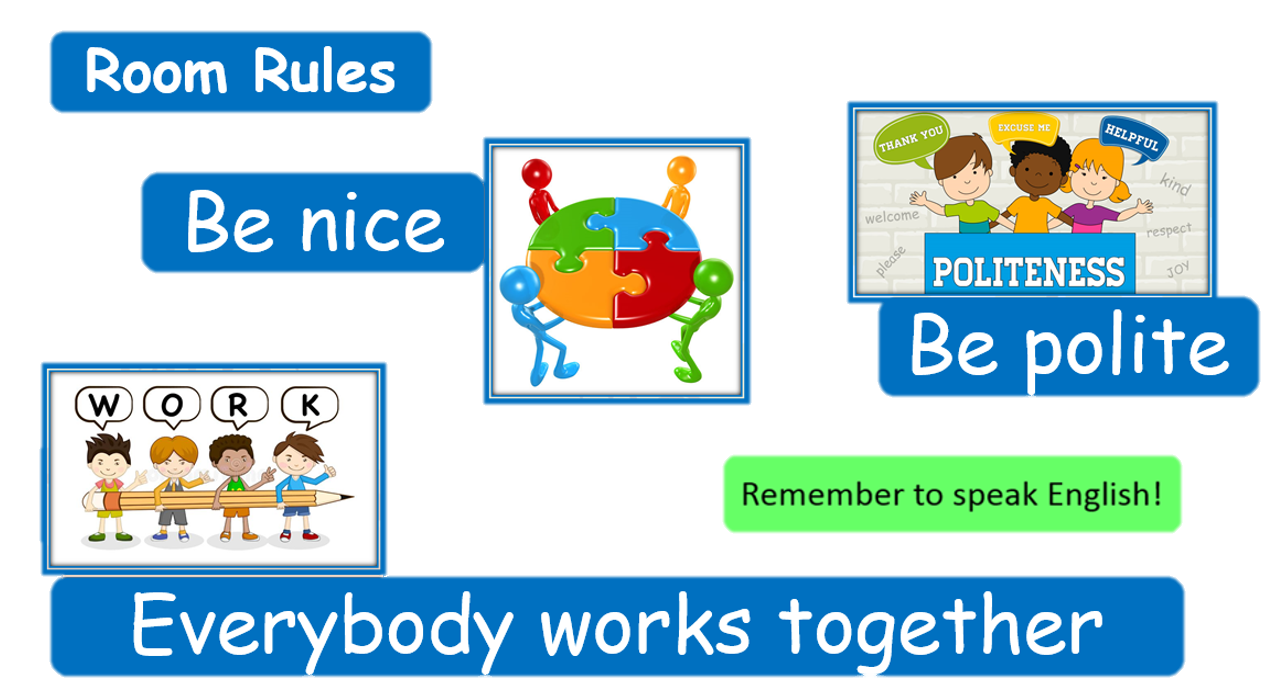 Room Rules
Be nice
THANK YOU
EXCUSE ME
HELPFUL
kind
welcome
respect
please
JOY
POLITENESS
Be polite
W O R K
Remember to speak English!
Everybody works together